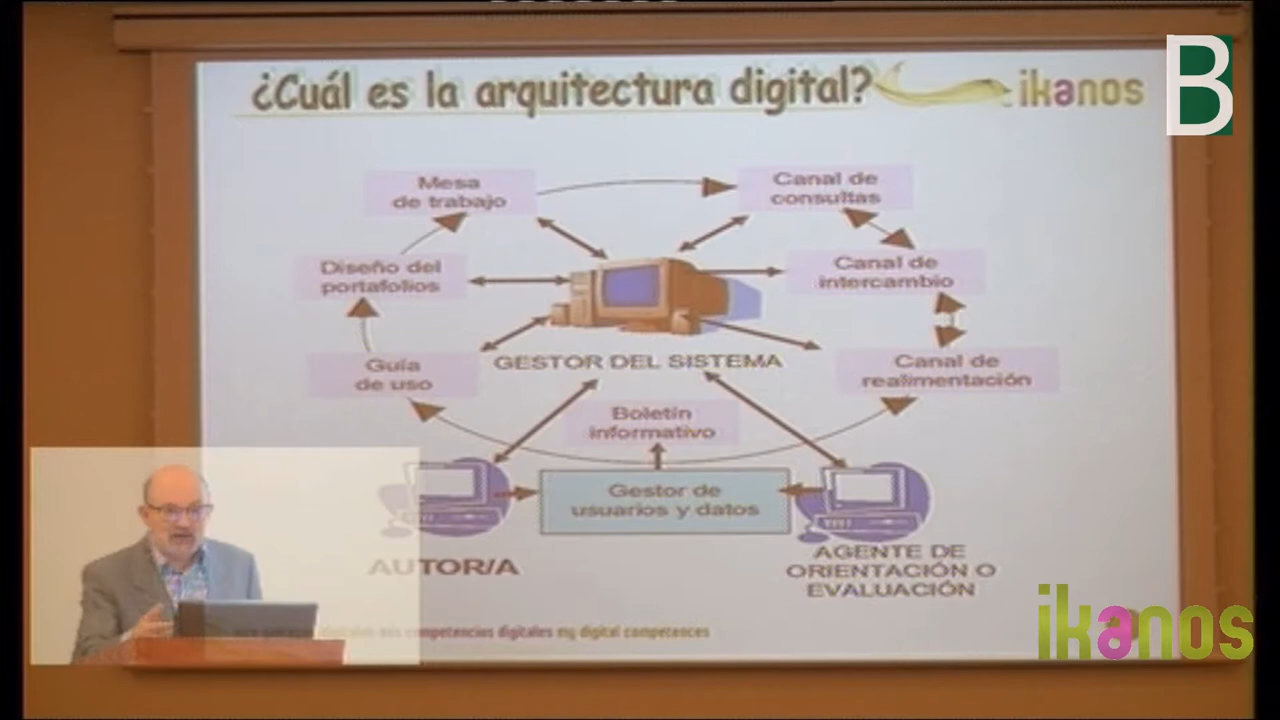 ¿Cuál es la arquitectura digital?
ikanos
B
Mesa
de trabajo
Canal de
consultas
Diseño del
portafolios
Canal de
intercambio
Guía
de uso
GESTOR DEL SISTEMA
Canal de
realimentación
Boletín
informativo
Gestor de
usuarios y datos
AUTOR/A
AGENTE DE
ORIENTACIÓN O
EVALUACIÓN
competencias digitales my digital competences
ikanos